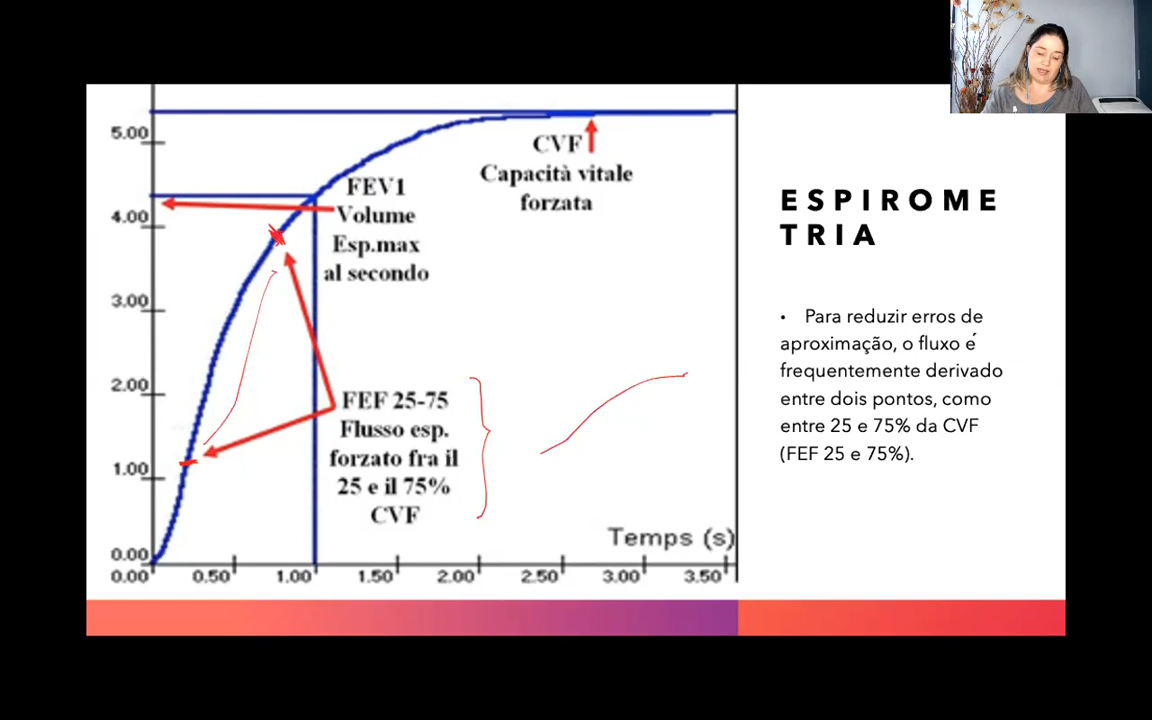 5.00
4.00
3.00
2.00
1.00
0.00
0.00 0.50 1.00 1.50 2.00 2.50 3.00 3.50
Temps (s)
CVF
Capacità vitale
forzata
FEV1
Volume
Esp.max
al secondo
FEF 25-75
Flusso esp.
forzato fra il
25 e il 75%
CVF
ESPIROME
TRIA
• Para reduzir erros de
aproximação, o fluxo é
frequentemente derivado
entre dois pontos, como
entre 25 e 75% da CVF
(FEF 25 e 75%).